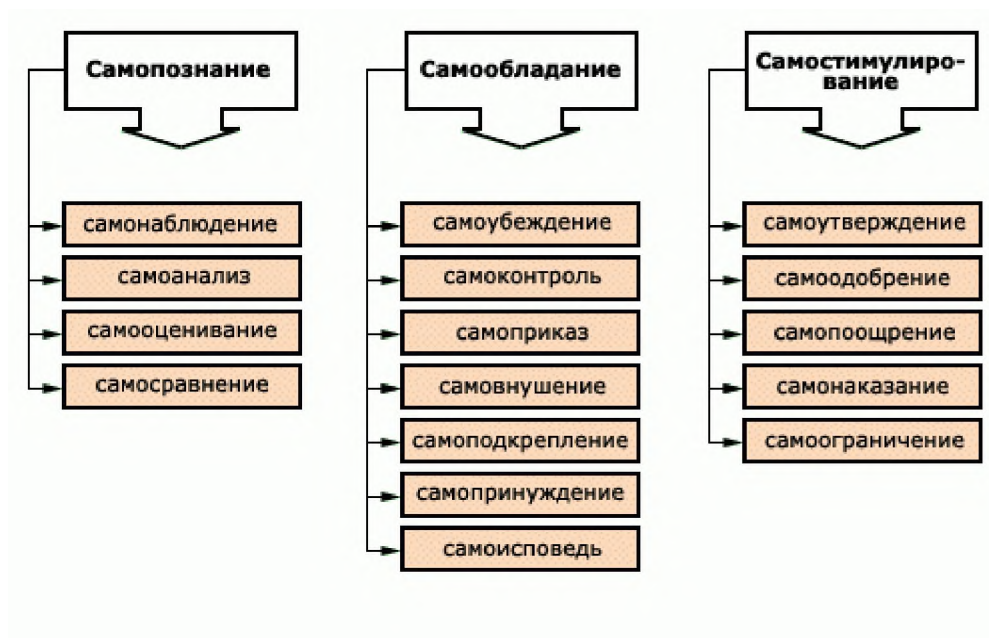 Самопознание
самонаблюдение
самоанализ
самооценивание
самосравнение
Самообладание
самоубеждение
самоконтроль
самоприказ
самовнушение
самоподкрепление
самопринуждение
самоисповедь
Самостимулиро-
вание
самоутверждение
самоодобрение
самопоощрение
самонаказание
самоограничение